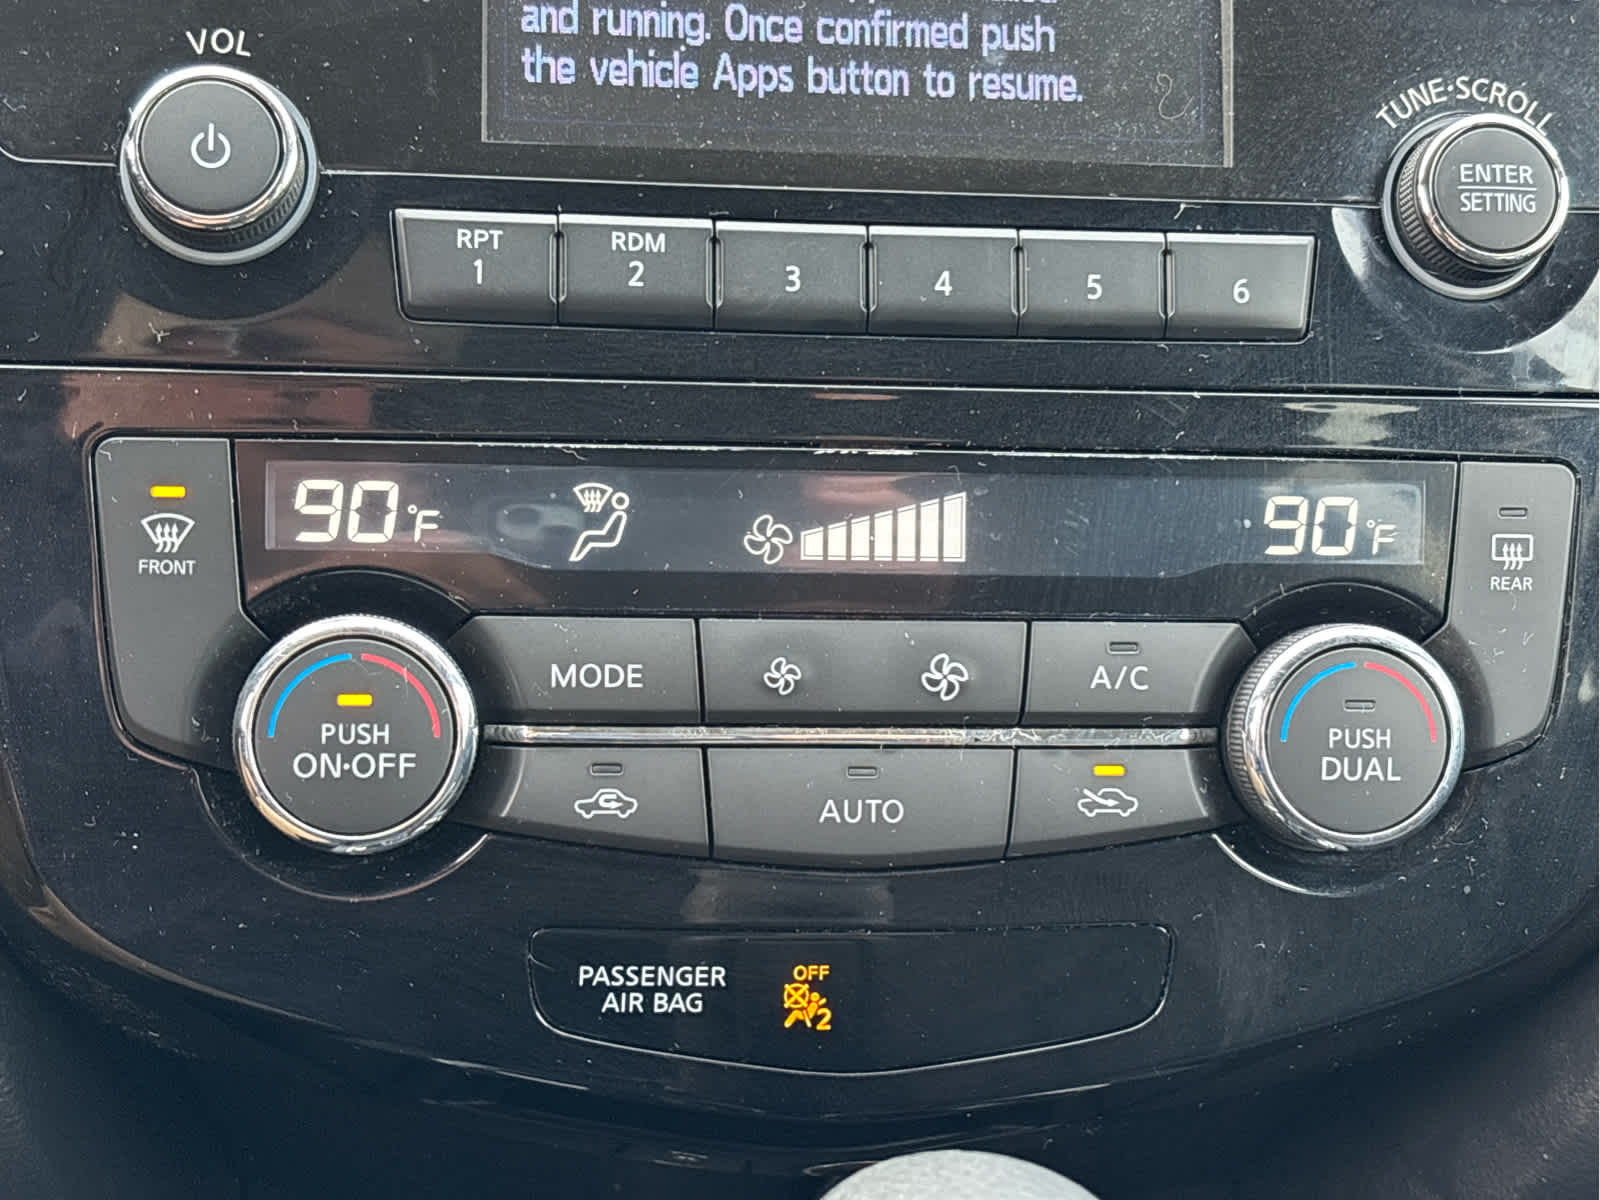 and running. Once confirmed push
the vehicle Apps button to resume.
VOL
TUNE·SCROLL
ENTER
SETTING
RPT
1
RDM
2
3
4
5
6
90°F
90°F
FRONT
REAR
MODE
A/C
PUSH
ON·OFF
PUSH
DUAL
AUTO
PASSENGER
AIR BAG
OFF
2